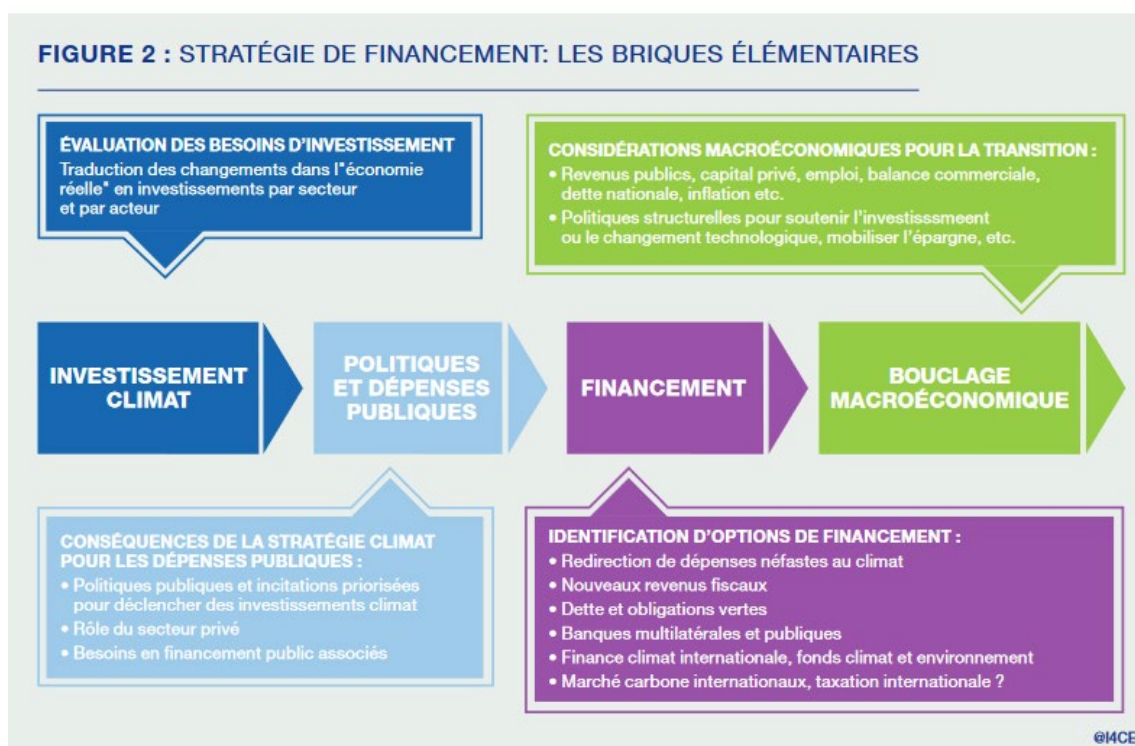 FIGURE 2 : STRATÉGIE DE FINANCEMENT: LES BRIQUES ÉLÉMENTAIRES
ÉVALUATION DES BESOINS D'INVESTISSEMENT
Traduction des changements dans l'"économie
réelle" en investissements par secteur
et par acteur
CONSIDÉRATIONS MACROÉCONOMIQUES POUR LA TRANSITION :
• Revenus publics, capital privé, emploi, balance commerciale,
dette nationale, inflation etc.
• Politiques structurelles pour soutenir l'investisssmeent
ou le changement technologique, mobiliser l'épargne, etc.
INVESTISSEMENT
CLIMAT
POLITIQUES
ET DÉPENSES
PUBLIQUES
FINANCEMENT
BOUCLAGE
MACROÉCONOMIQUE
CONSÉQUENCES DE LA STRATÉGIE CLIMAT
POUR LES DÉPENSES PUBLIQUES :
• Politiques publiques et incitations priorisées
pour déclencher des investissements climat
• Rôle du secteur privé
• Besoins en financement public associés
IDENTIFICATION D'OPTIONS DE FINANCEMENT :
• Redirection de dépenses néfastes au climat
• Nouveaux revenus fiscaux
• Dette et obligations vertes
• Banques multilatérales et publiques
• Finance climat internationale, fonds climat et environnement
• Marché carbone internationaux, taxation internationale ?
@I4CE